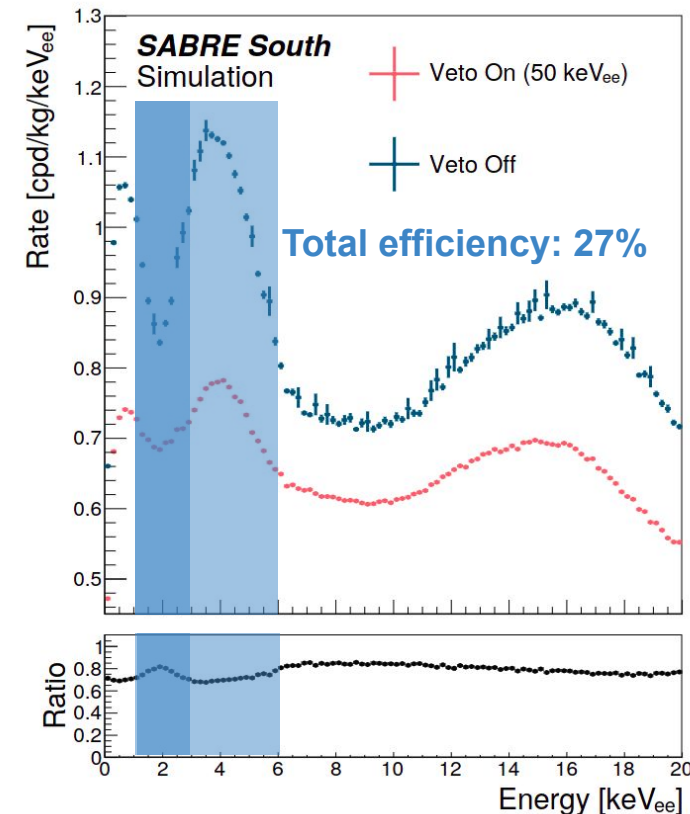 SABRE South
Simulation
Veto On (50 keVee)
Veto Off
Total efficiency: 27%
Rate [cpd/kg/keVee]
1.3
1.2
1.1
1
0.9
0.8
0.7
0.6
0.5
Ratio
1
0.8
0.6
0.4
0.2
0
0 2 4 6 8 10 12 14 16 18 20
Energy [keVee]